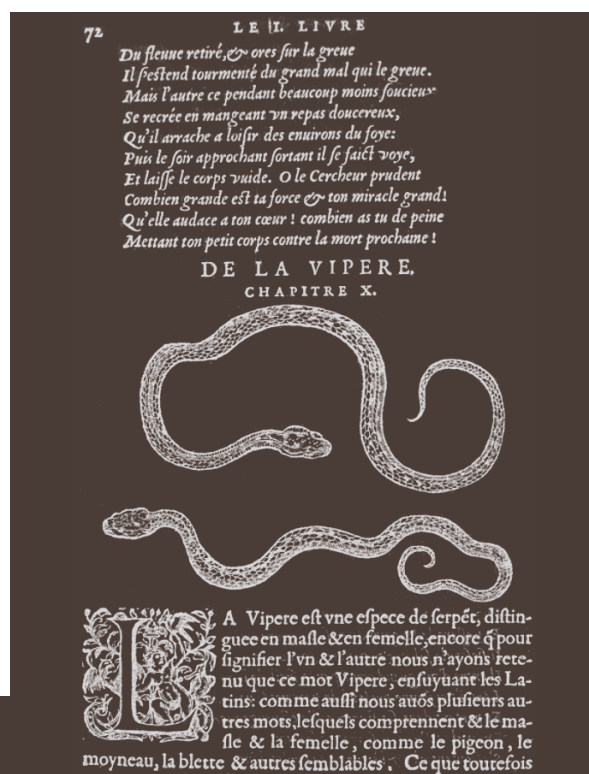 72
LE I. LIVRE
Du fleuue retiré,& ores ſur la greue
Il ſ'eſtend tourmenté du grand mal qui le greue.
Mais l'autre ce pendant beaucoup moins ſoucieux
Se recrée en mangeant vn repas doucereux,
Qu'il arrache a loiſir des enuirons du foye:
Puis le ſoir approchant ſortant il ſe faict voye,
Et laiſſe le corps vuide. O le Cercheur prudent
Combien grande eſt ta force & ton miracle grand!
Qu'elle audace a ton cœur ! combien as tu de peine
Mettant ton petit corps contre la mort prochaine !
DE LA VIPERE.
CHAPITRE X.
LA Vipere eſt vne eſpece de ſerpẽt, diſtin-
guee en maſle & en femelle, encore q̃ pour
ſignifier l'vn & l'autre nous n'ayons rete-
nu que ce mot Vipere, enſuyuant les La-
tins: comme auſſi nous auõs pluſieurs au-
tres mots, leſquels comprennent & le ma-
ſle & la femelle, comme le pigeon, le
moyneau, la blette & autres ſemblables. Ce que toutefois